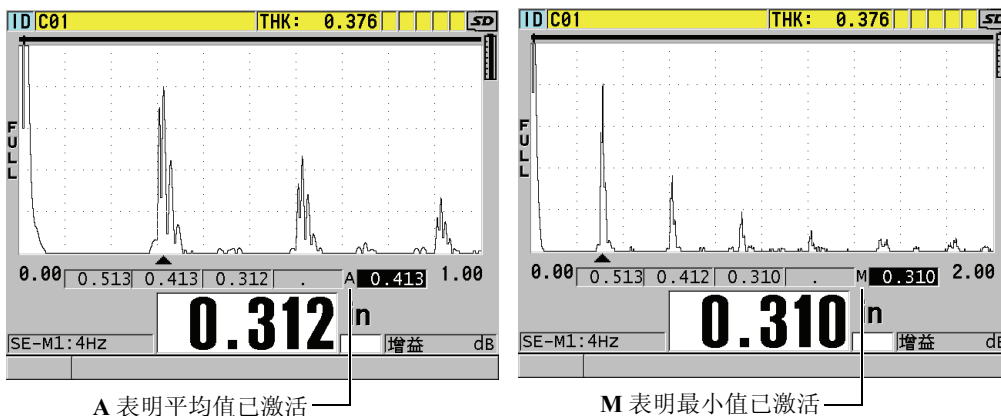 ID C01 THK: 0.376 SD
FULL
0.00 0.513 0.413 0.312 . A 0.413 1.00
0.312 n
SE-M1:4Hz 增益 dB
A 表明平均值已激活
ID C01 THK: 0.376 SD
FULL
0.00 0.513 0.412 0.310 . M 0.310 2.00
0.310 n
SE-M1:4Hz 增益 dB
M 表明最小值已激活